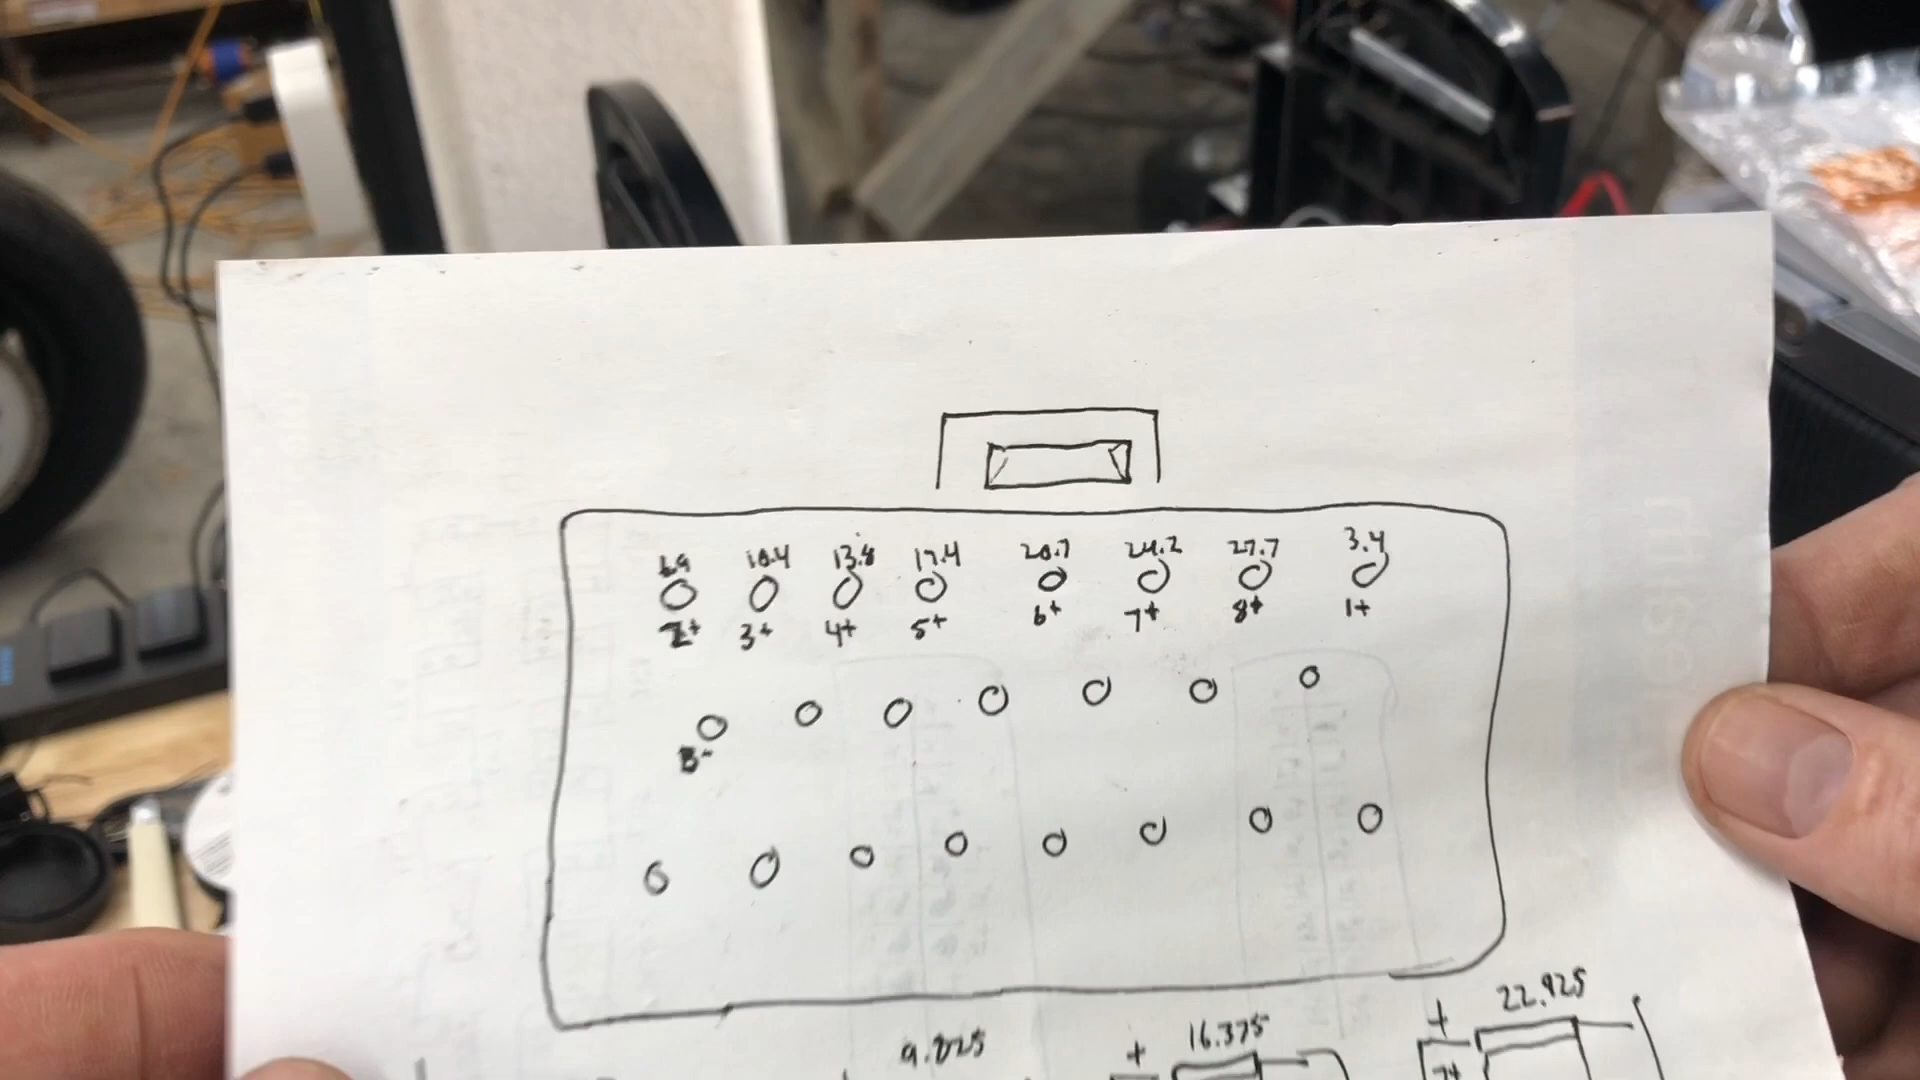 6.9 10.4 13.8 17.4 20.7 24.2 27.7 3.4
2+ 3+ 4+ 5+ 6+ 7+ 8+ 1+
B-
9.825 + 16.375 + 22.925
7+